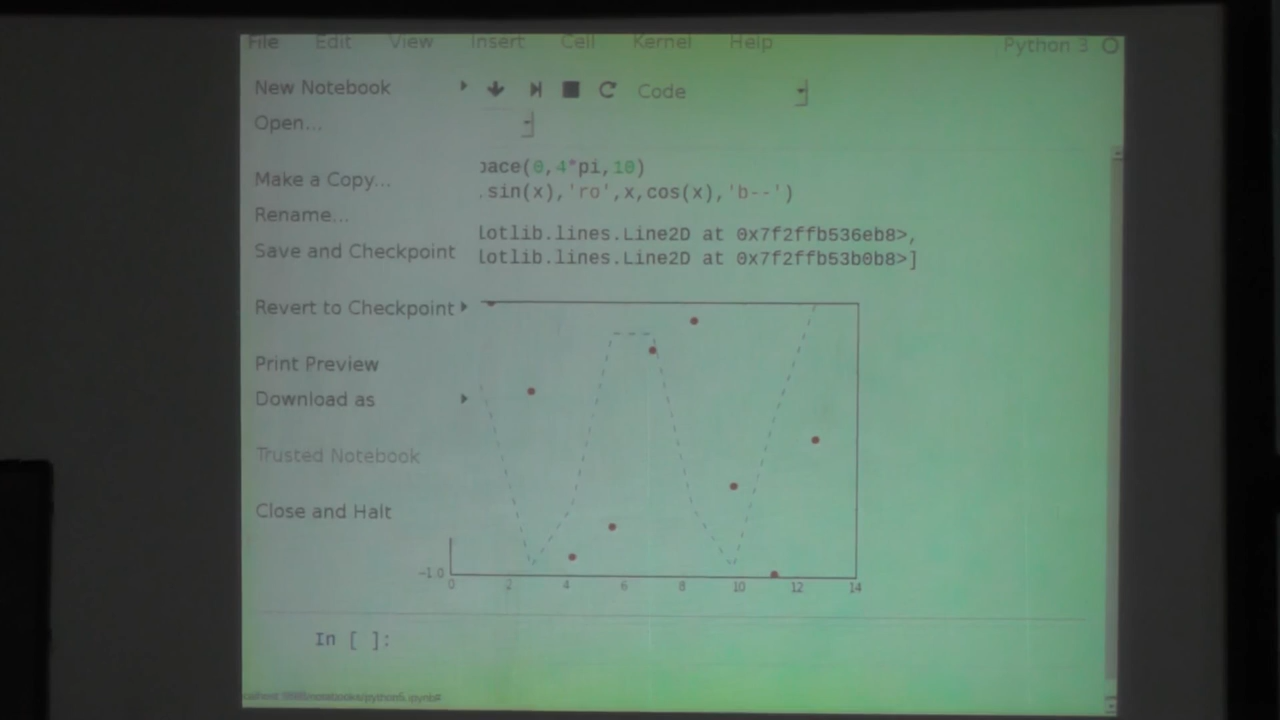 File Edit View Insert Cell Kernel Help Python 3
New Notebook Code
Open...
pace(0,4*pi,10)
Make a Copy...
.sin(x),'ro',x,cos(x),'b--')
Rename...
lotlib.lines.Line2D at 0x7f2ffb536eb8>,
Save and Checkpoint
lotlib.lines.Line2D at 0x7f2ffb53b0b8>]
Revert to Checkpoint
Print Preview
Download as
Trusted Notebook
Close and Halt
-1.0
0 2 4 6 8 10 12 14
In [ ]: